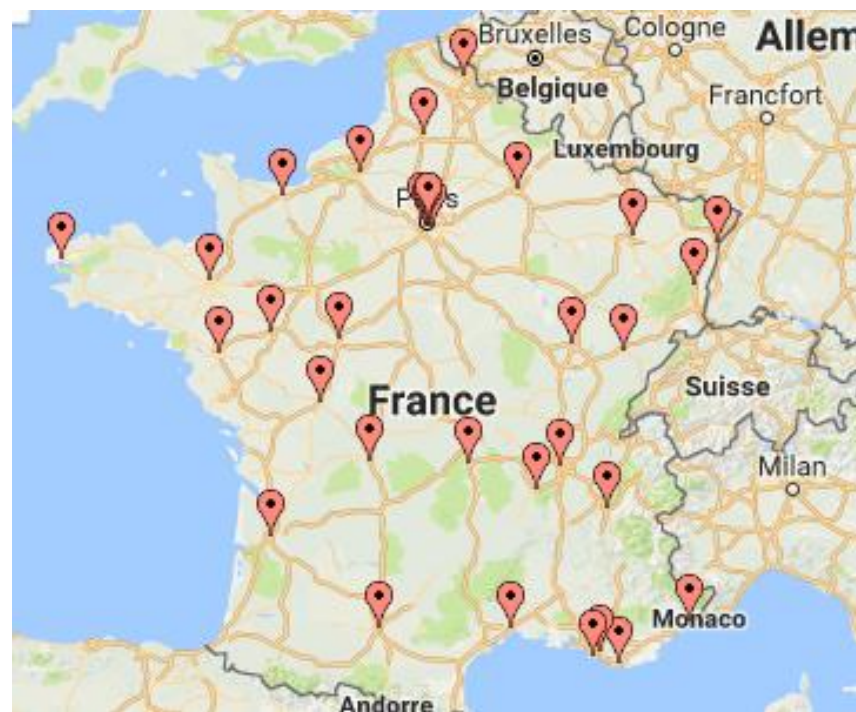 Bruxelles
Cologne
Allem
Belgique
Francfort
Luxembourg
France
Suisse
Milan
Monaco
Andorre